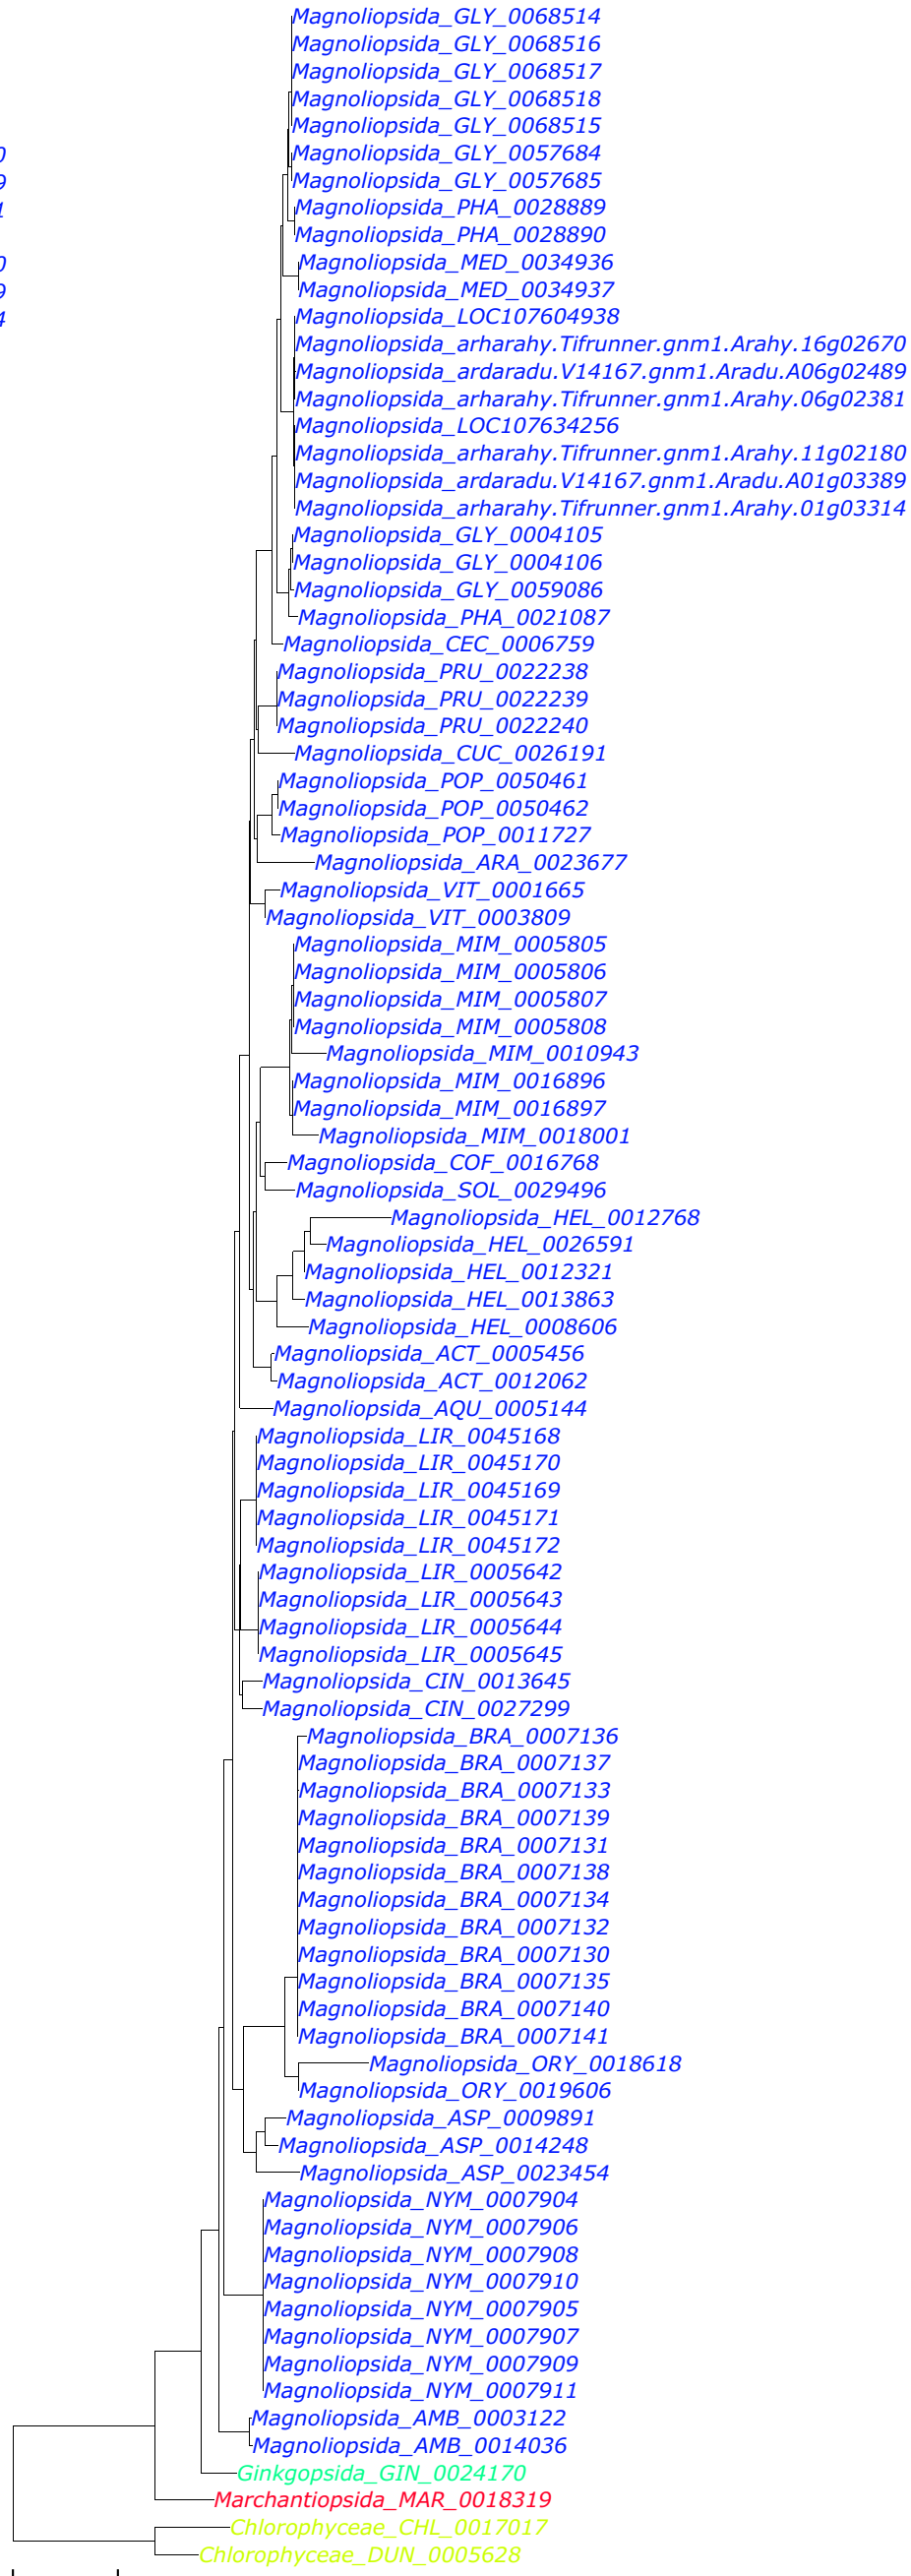 Magnoliopsida_GLY_0068514
Magnoliopsida_GLY_0068516
Magnoliopsida_GLY_0068517
Magnoliopsida_GLY_0068518
Magnoliopsida_GLY_0068515
0 Magnoliopsida_GLY_0057684
9 Magnoliopsida_GLY_0057685
1 Magnoliopsida_PHA_0028889
Magnoliopsida_PHA_0028890
0 Magnoliopsida_MED_0034936
9 Magnoliopsida_MED_0034937
4 Magnoliopsida_LOC107604938
Magnoliopsida_arharahy.Tifrunner.gnm1.Arahy.16g02670
Magnoliopsida_ardaradu.V14167.gnm1.Aradu.A06g02489
Magnoliopsida_arharahy.Tifrunner.gnm1.Arahy.06g02381
Magnoliopsida_LOC107634256
Magnoliopsida_arharahy.Tifrunner.gnm1.Arahy.11g02180
Magnoliopsida_ardaradu.V14167.gnm1.Aradu.A01g03389
Magnoliopsida_arharahy.Tifrunner.gnm1.Arahy.01g03314
Magnoliopsida_GLY_0004105
Magnoliopsida_GLY_0004106
Magnoliopsida_GLY_0059086
Magnoliopsida_PHA_0021087
Magnoliopsida_CEC_0006759
Magnoliopsida_PRU_0022238
Magnoliopsida_PRU_0022239
Magnoliopsida_PRU_0022240
Magnoliopsida_CUC_0026191
Magnoliopsida_POP_0050461
Magnoliopsida_POP_0050462
Magnoliopsida_POP_0011727
Magnoliopsida_ARA_0023677
Magnoliopsida_VIT_0001665
Magnoliopsida_VIT_0003809
Magnoliopsida_MIM_0005805
Magnoliopsida_MIM_0005806
Magnoliopsida_MIM_0005807
Magnoliopsida_MIM_0005808
Magnoliopsida_MIM_0010943
Magnoliopsida_MIM_0016896
Magnoliopsida_MIM_0016897
Magnoliopsida_MIM_0018001
Magnoliopsida_COF_0016768
Magnoliopsida_SOL_0029496
Magnoliopsida_HEL_0012768
Magnoliopsida_HEL_0026591
Magnoliopsida_HEL_0012321
Magnoliopsida_HEL_0013863
Magnoliopsida_HEL_0008606
Magnoliopsida_ACT_0005456
Magnoliopsida_ACT_0012062
Magnoliopsida_AQU_0005144
Magnoliopsida_LIR_0045168
Magnoliopsida_LIR_0045170
Magnoliopsida_LIR_0045169
Magnoliopsida_LIR_0045171
Magnoliopsida_LIR_0045172
Magnoliopsida_LIR_0005642
Magnoliopsida_LIR_0005643
Magnoliopsida_LIR_0005644
Magnoliopsida_LIR_0005645
Magnoliopsida_CIN_0013645
Magnoliopsida_CIN_0027299
Magnoliopsida_BRA_0007136
Magnoliopsida_BRA_0007137
Magnoliopsida_BRA_0007133
Magnoliopsida_BRA_0007139
Magnoliopsida_BRA_0007131
Magnoliopsida_BRA_0007138
Magnoliopsida_BRA_0007134
Magnoliopsida_BRA_0007132
Magnoliopsida_BRA_0007130
Magnoliopsida_BRA_0007135
Magnoliopsida_BRA_0007140
Magnoliopsida_BRA_0007141
Magnoliopsida_ORY_0018618
Magnoliopsida_ORY_0019606
Magnoliopsida_ASP_0009891
Magnoliopsida_ASP_0014248
Magnoliopsida_ASP_0023454
Magnoliopsida_NYM_0007904
Magnoliopsida_NYM_0007906
Magnoliopsida_NYM_0007908
Magnoliopsida_NYM_0007910
Magnoliopsida_NYM_0007905
Magnoliopsida_NYM_0007907
Magnoliopsida_NYM_0007909
Magnoliopsida_NYM_0007911
Magnoliopsida_AMB_0003122
Magnoliopsida_AMB_0014036
Ginkgopsida_GIN_0024170
Marchantiopsida_MAR_0018319
Chlorophyceae_CHL_0017017
Chlorophyceae_DUN_0005628